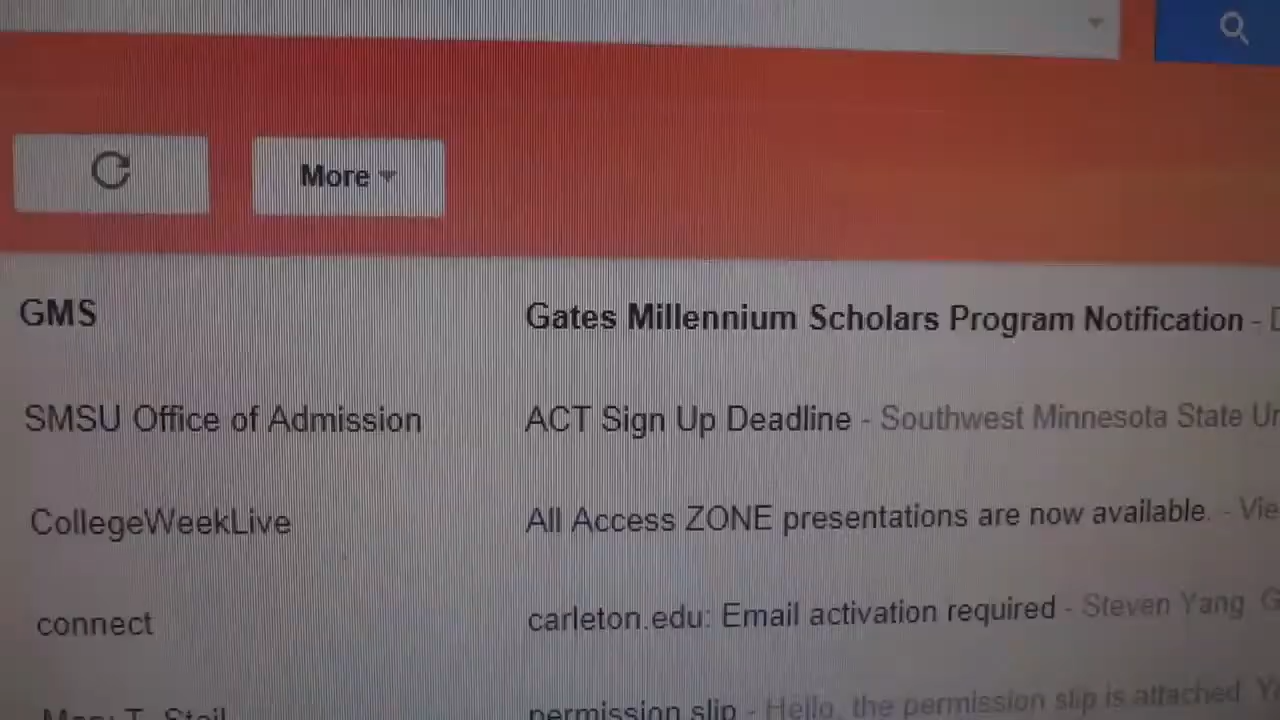 More
GMS Gates Millennium Scholars Program Notification -
SMSU Office of Admission ACT Sign Up Deadline - Southwest Minnesota State
CollegeWeekLive All Access ZONE presentations are now available. -
connect carleton.edu: Email activation required - Steven Yang
permission slip - Hello, the permission slip is attached